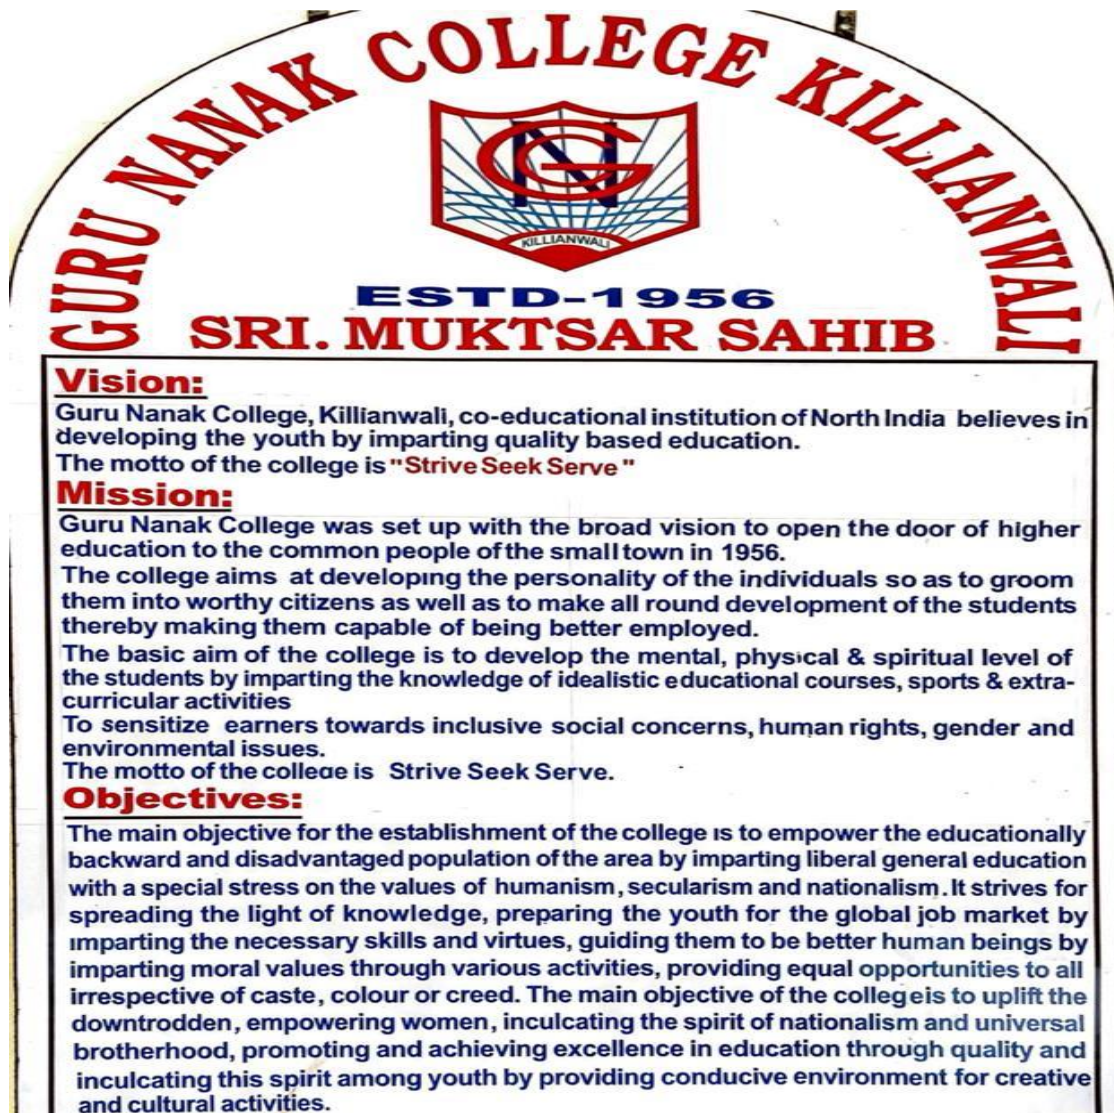 GURU NANAK COLLEGE KILLIANWALI
GNC
KILLIANWALI
ESTD-1956
SRI. MUKTSAR SAHIB
Vision:
Guru Nanak College, Killianwali, co-educational institution of North India believes in
developing the youth by imparting quality based education.
The motto of the college is "Strive Seek Serve "
Mission:
Guru Nanak College was set up with the broad vision to open the door of higher
education to the common people of the small town in 1956.
The college aims at developing the personality of the individuals so as to groom
them into worthy citizens as well as to make all round development of the students
thereby making them capable of being better employed.
The basic aim of the college is to develop the mental, physical & spiritual level of
the students by imparting the knowledge of idealistic educational courses, sports & extra-
curricular activities
To sensitize earners towards inclusive social concerns, human rights, gender and
environmental issues.
The motto of the college is Strive Seek Serve.
Objectives:
The main objective for the establishment of the college is to empower the educationally
backward and disadvantaged population of the area by imparting liberal general education
with a special stress on the values of humanism, secularism and nationalism. It strives for
spreading the light of knowledge, preparing the youth for the global job market by
imparting the necessary skills and virtues, guiding them to be better human beings by
imparting moral values through various activities, providing equal opportunities to all
irrespective of caste, colour or creed. The main objective of the collegeis to uplift the
downtrodden, empowering women, inculcating the spirit of nationalism and universal
brotherhood, promoting and achieving excellence in education through quality and
inculcating this spirit among youth by providing conducive environment for creative
and cultural activities.